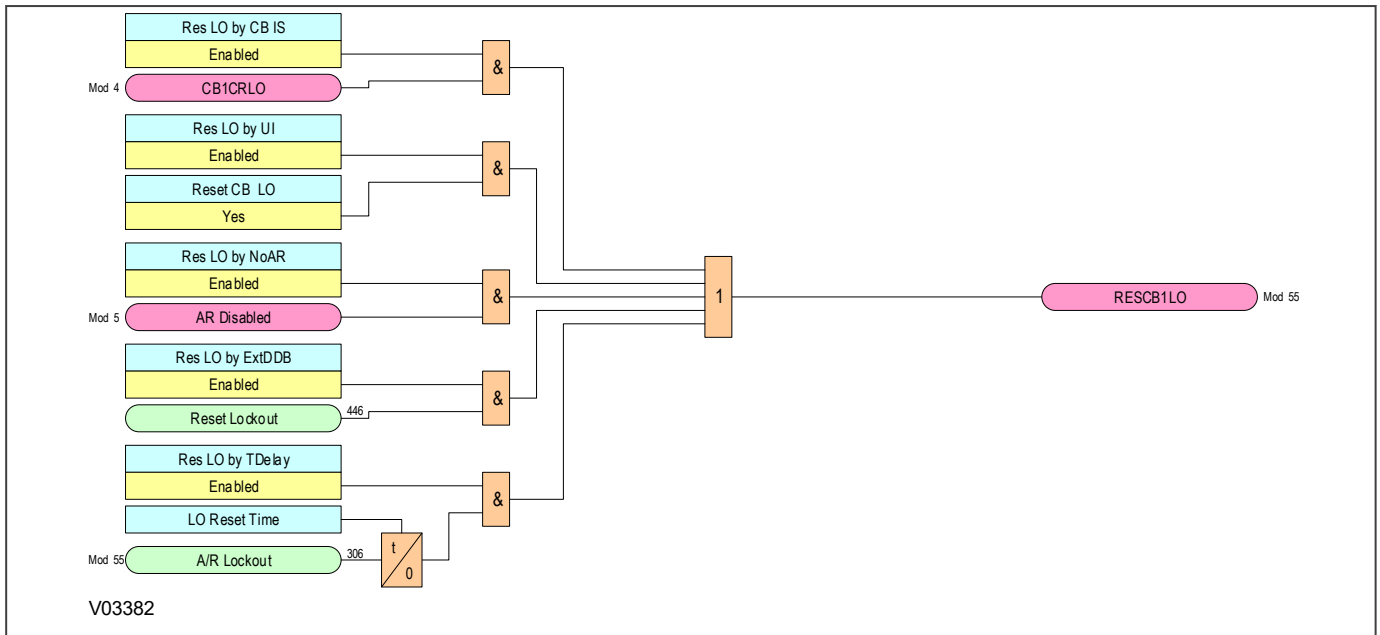 Res LO by CB IS
Enabled
&
Mod 4 CB1CRLO
Res LO by UI
Enabled
&
Reset CB LO
Yes
Res LO by NoAR
Enabled
&
1
RESCB1LO Mod 55
Mod 5 AR Disabled
Res LO by ExtDDB
Enabled
&
Reset Lockout 446
Res LO by TDelay
Enabled
&
LO Reset Time
Mod 55 A/R Lockout 306
t
0
V03382